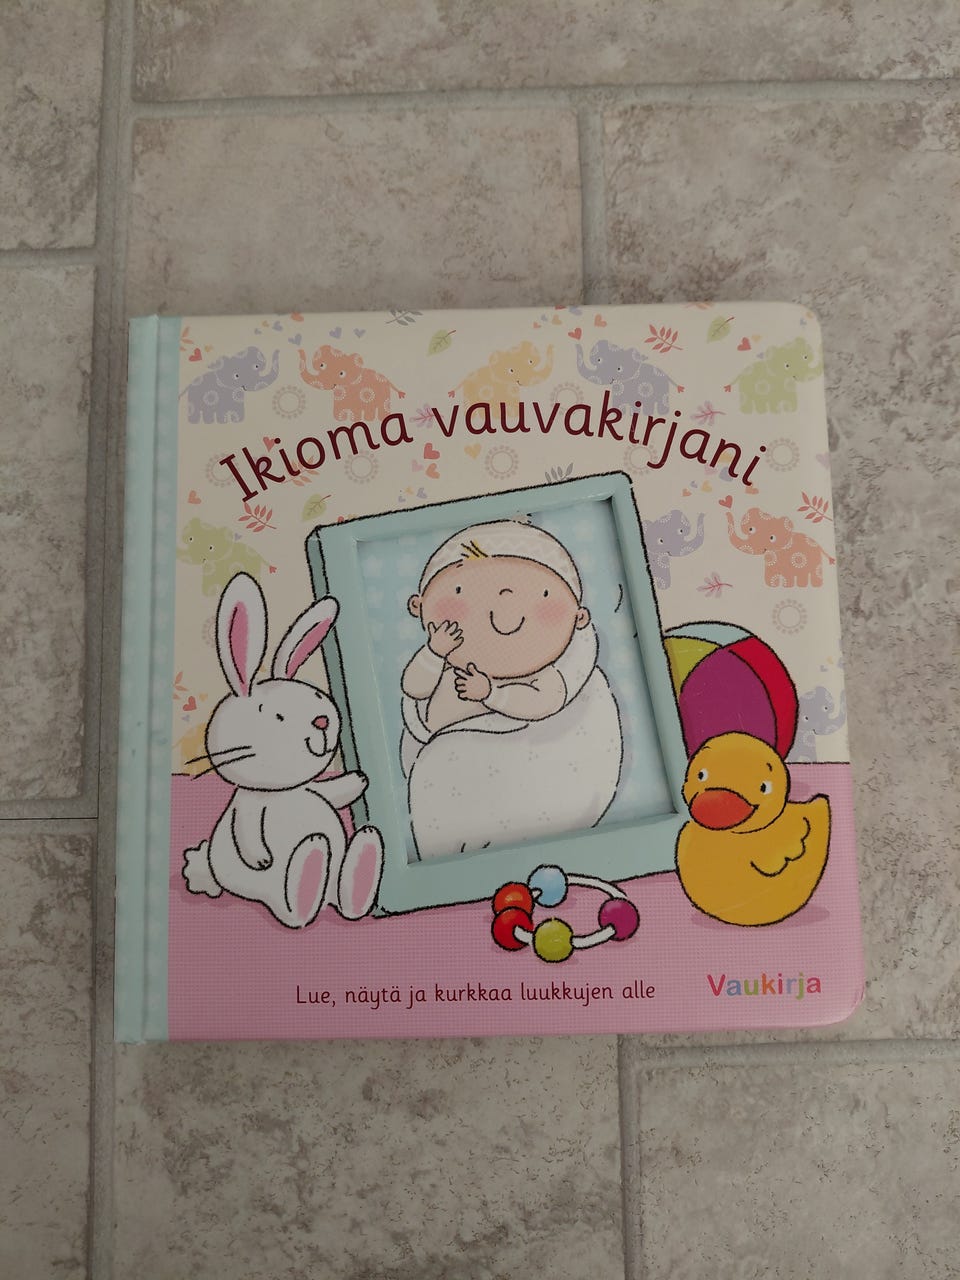 Ikioma vauvakirjani
Lue, näytä ja kurkkaa luukkujen alle
Vaukirja